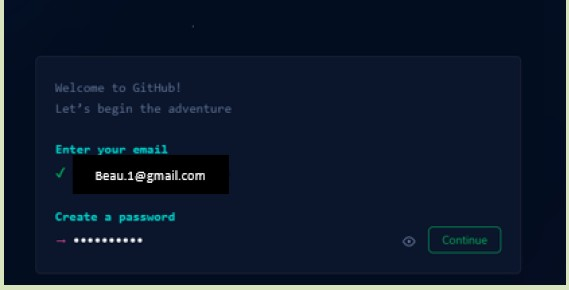 Welcome to GitHub!
Let's begin the adventure
Enter your email
✓ Beau.1@gmail.com
Create a password
→ •••••••••• Continue